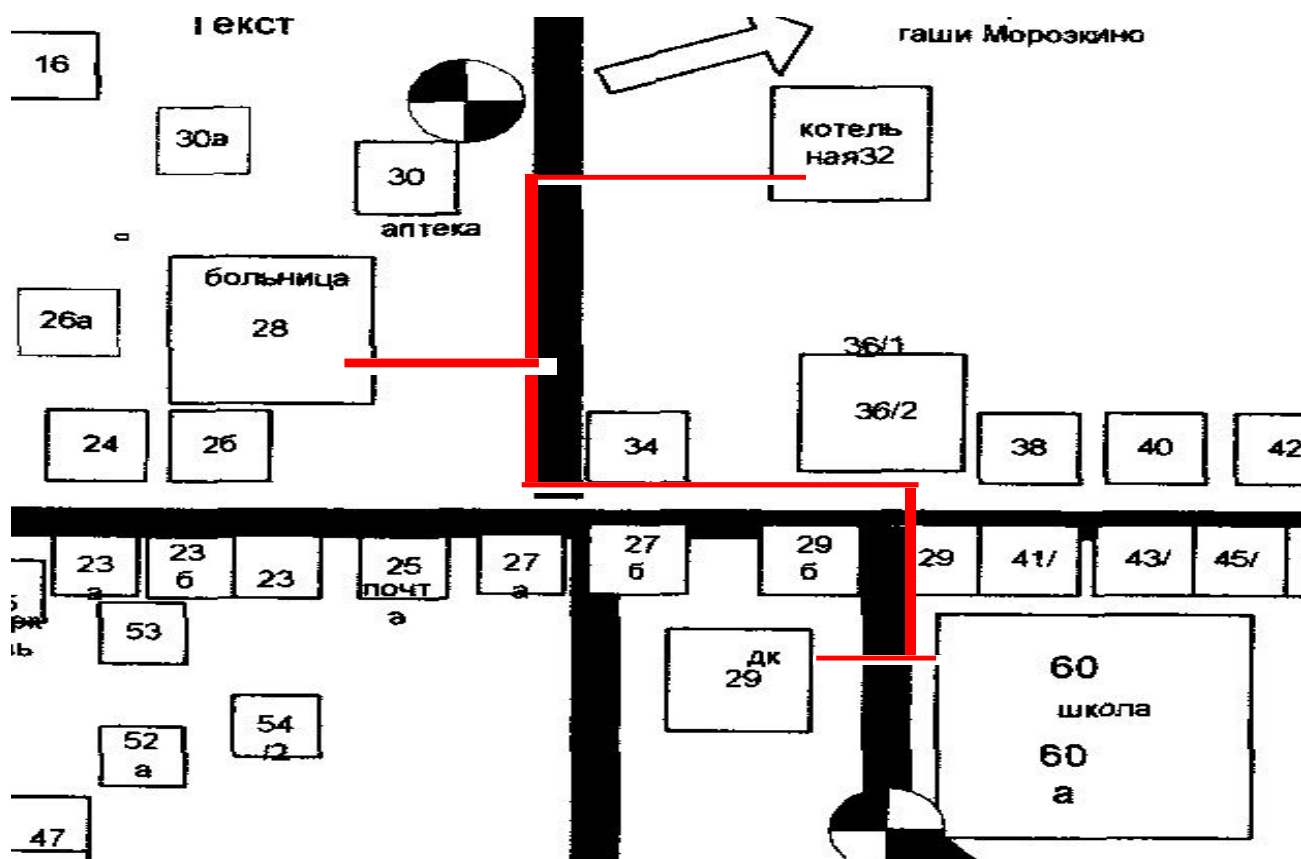 Текст
гаши Морозкино
16
30а
30
аптека
котель
ная32
больница
28
26а
24
26
34
36/1
36/2
38
40
42
23
а
23
б
23
25
почт
а
27
а
27
б
29
б
29
41/
43/
45/
53
54
/2
52
а
47
дк
29
60
школа
60
а